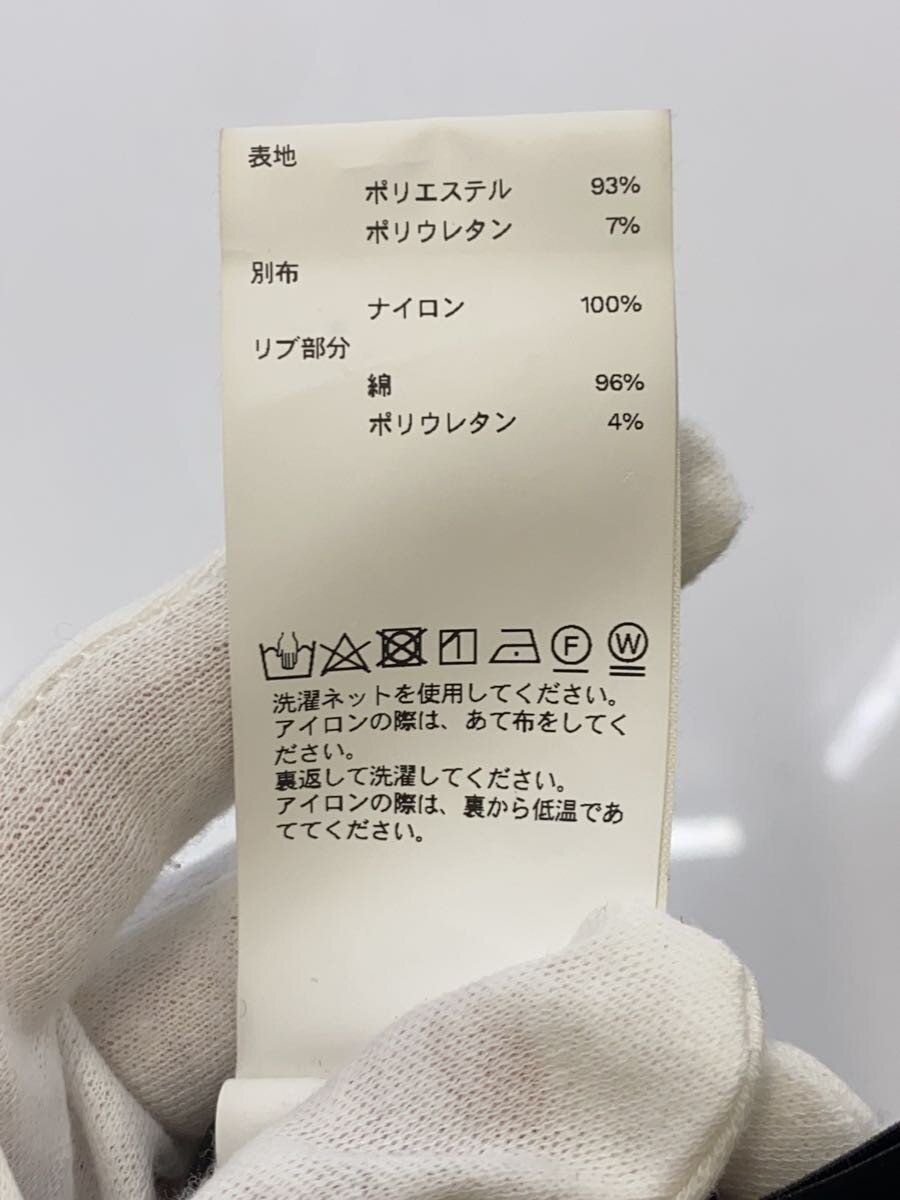 表地
ポリエステル 93%
ポリウレタン 7%
別布
ナイロン 100%
リブ部分
綿 96%
ポリウレタン 4%
F W
洗濯ネットを使用してください。
アイロンの際は、あて布をしてく
ださい。
裏返して洗濯してください。
アイロンの際は、裏から低温であ
ててください。